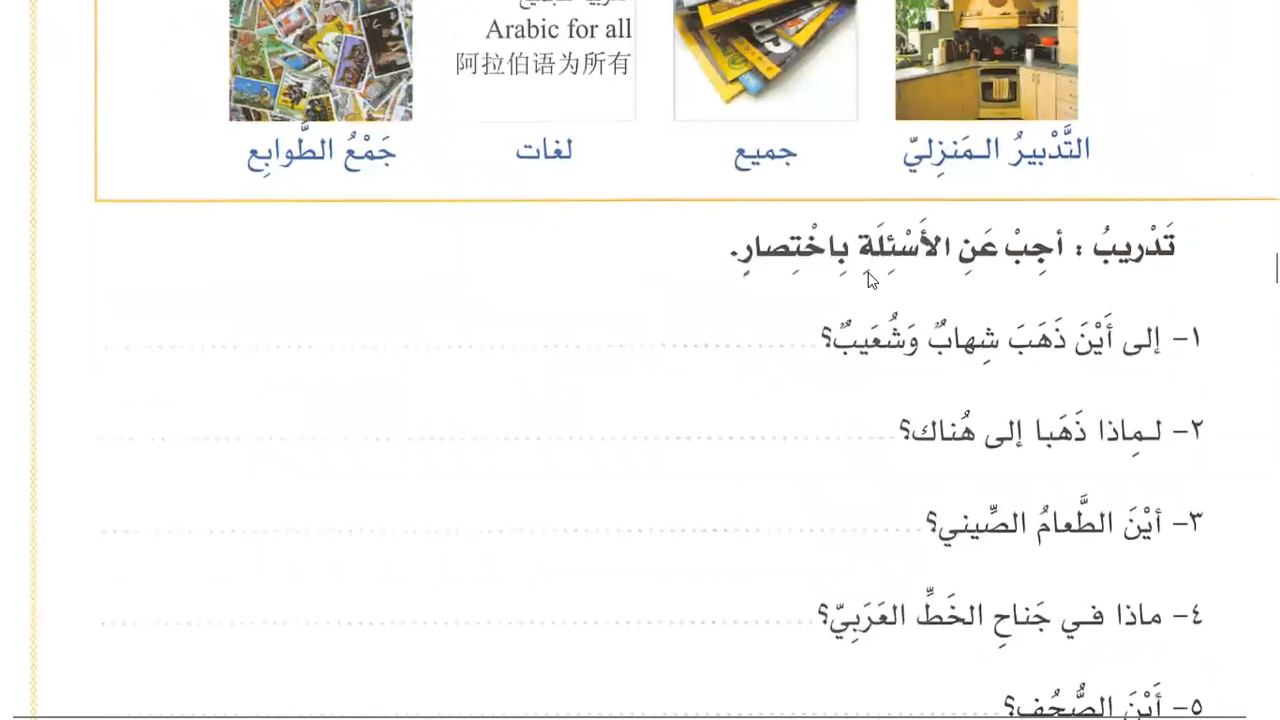 Arabic for all
阿拉伯语为所有
التَّدْبيرُ الـمَنزِليّ
جميع
لغات
جَمْعُ الطَّوابِع
تَدْريبُ : أجِبْ عَنِ الأَسْئِلَةِ بِاخْتِصارٍ.
١- إلى أَيْنَ ذَهَبَ شِهابٌ وَشُعَيبٌ؟
٢- لـمِاذا ذَهَبا إلى هُناك؟
٣- أيْنَ الطَّعامُ الصِّيني؟
٤- ماذا فـي جَناحِ الخَطِّ العَرَبِيّ؟
٥- أَيْنَ الصُّحُف؟